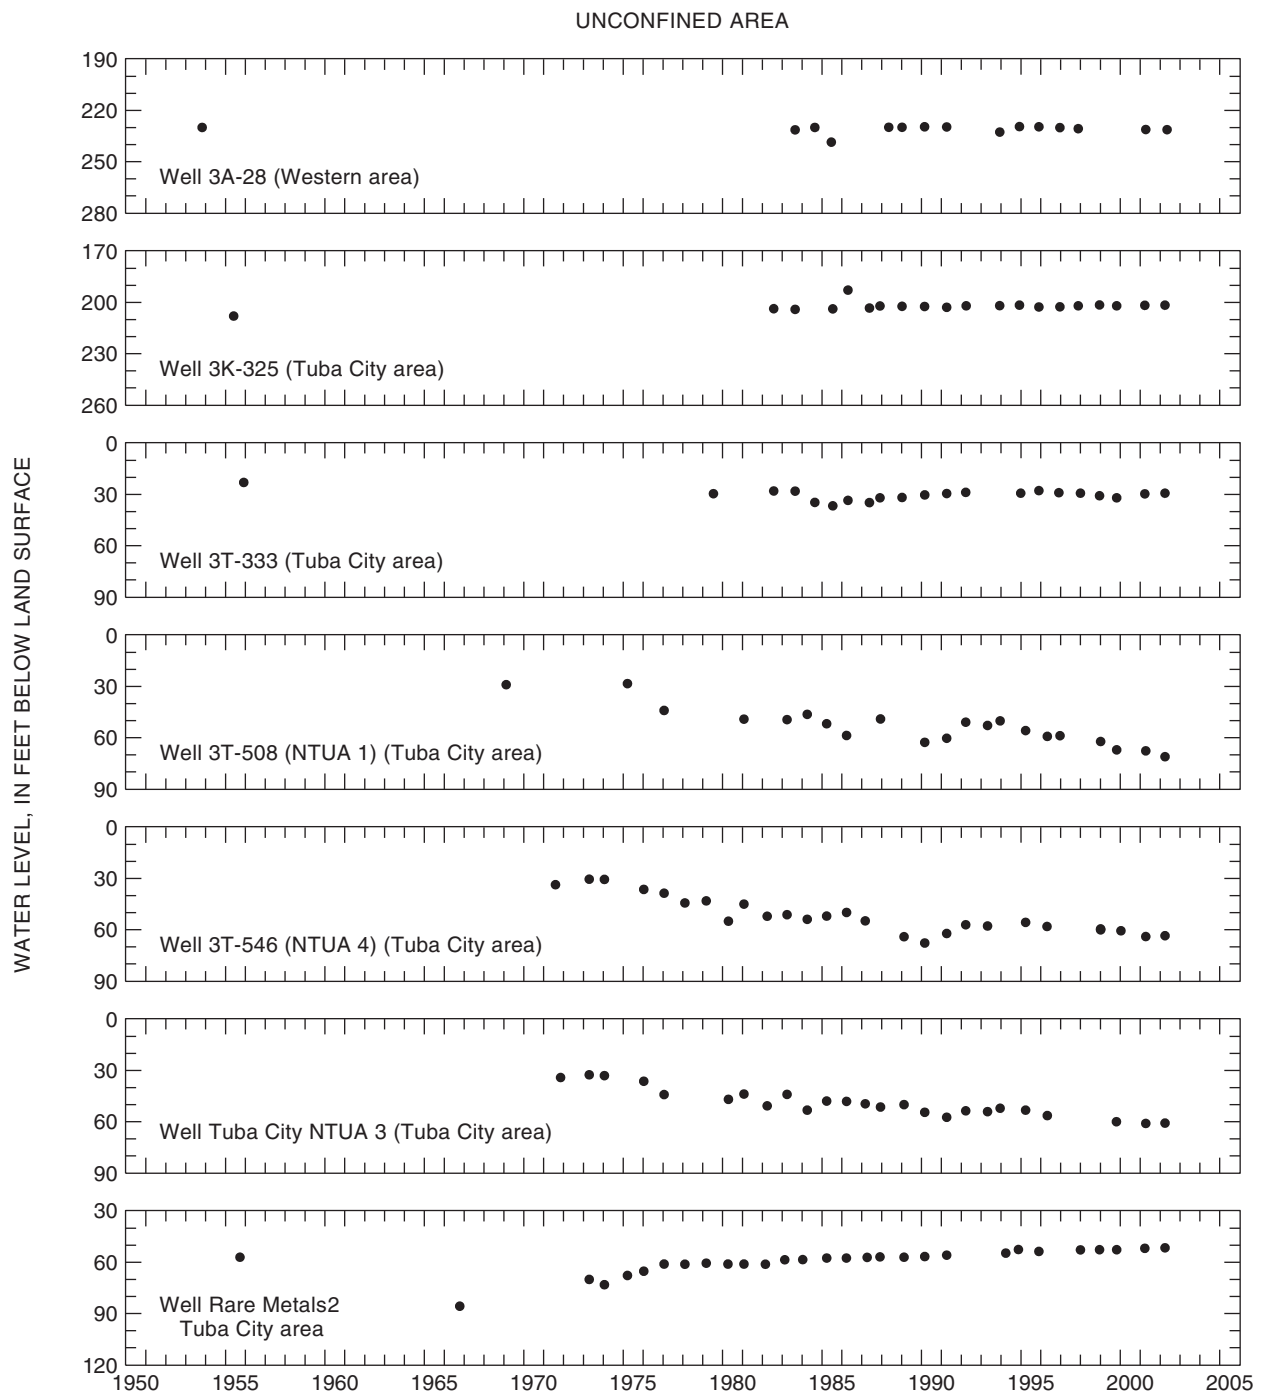 UNCONFINED AREA
WATER LEVEL, IN FEET BELOW LAND SURFACE
190
220
250
280
Well 3A-28 (Western area)
170
200
230
260
Well 3K-325 (Tuba City area)
0
30
60
90
Well 3T-333 (Tuba City area)
0
30
60
90
Well 3T-508 (NTUA 1) (Tuba City area)
0
30
60
90
Well 3T-546 (NTUA 4) (Tuba City area)
0
30
60
90
Well Tuba City NTUA 3 (Tuba City area)
30
60
90
120
Well Rare Metals2
Tuba City area
1950 1955 1960 1965 1970 1975 1980 1985 1990 1995 2000 2005